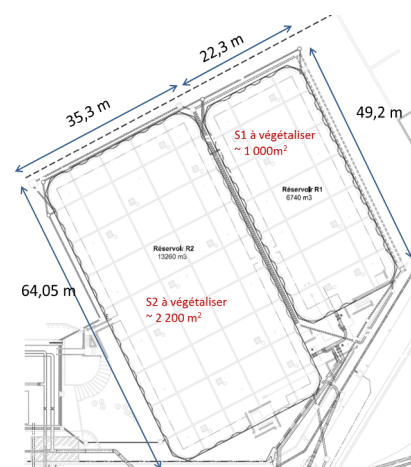 22,3 m
35,3 m
49,2 m
S1 à végétaliser
~ 1 000m²
Réservoir R1
6740 m3
Réservoir R2
13260 m3
64,05 m
S2 à végétaliser
~ 2 200 m²